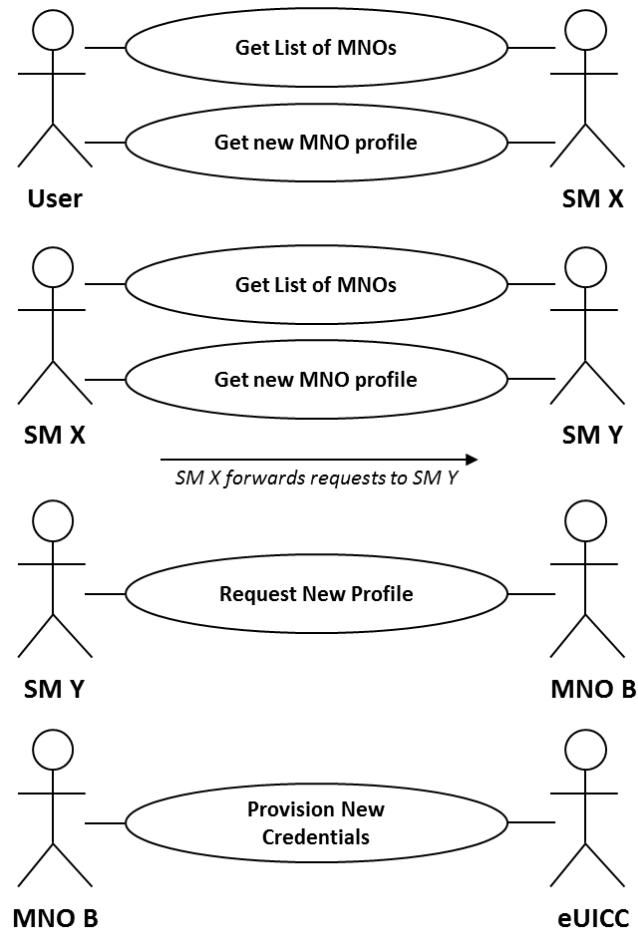 Get List of MNOs
Get new MNO profile
User
SM X
Get List of MNOs
Get new MNO profile
SM X
SM Y
SM X forwards requests to SM Y
Request New Profile
SM Y
MNO B
Provision New
Credentials
MNO B
eUICC